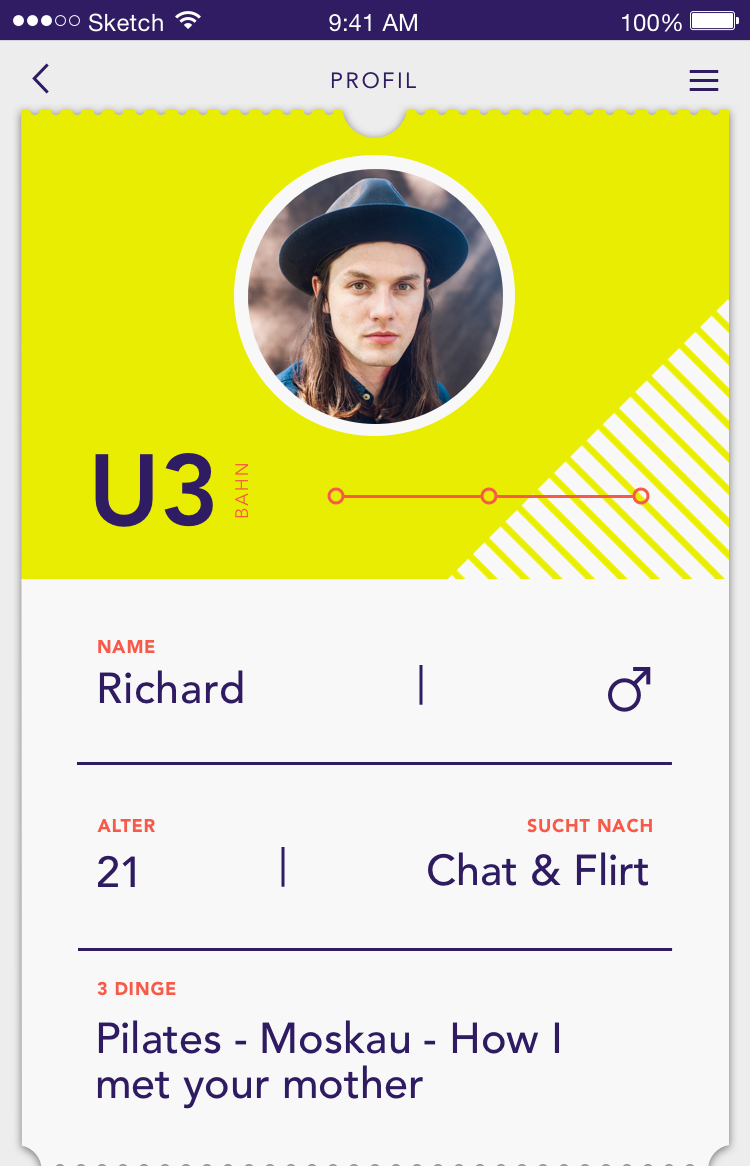 Sketch 9:41 AM 100%
PROFIL
U3 BAHN
NAME
Richard
ALTER SUCHT NACH
21 Chat & Flirt
3 DINGE
Pilates - Moskau - How I
met your mother